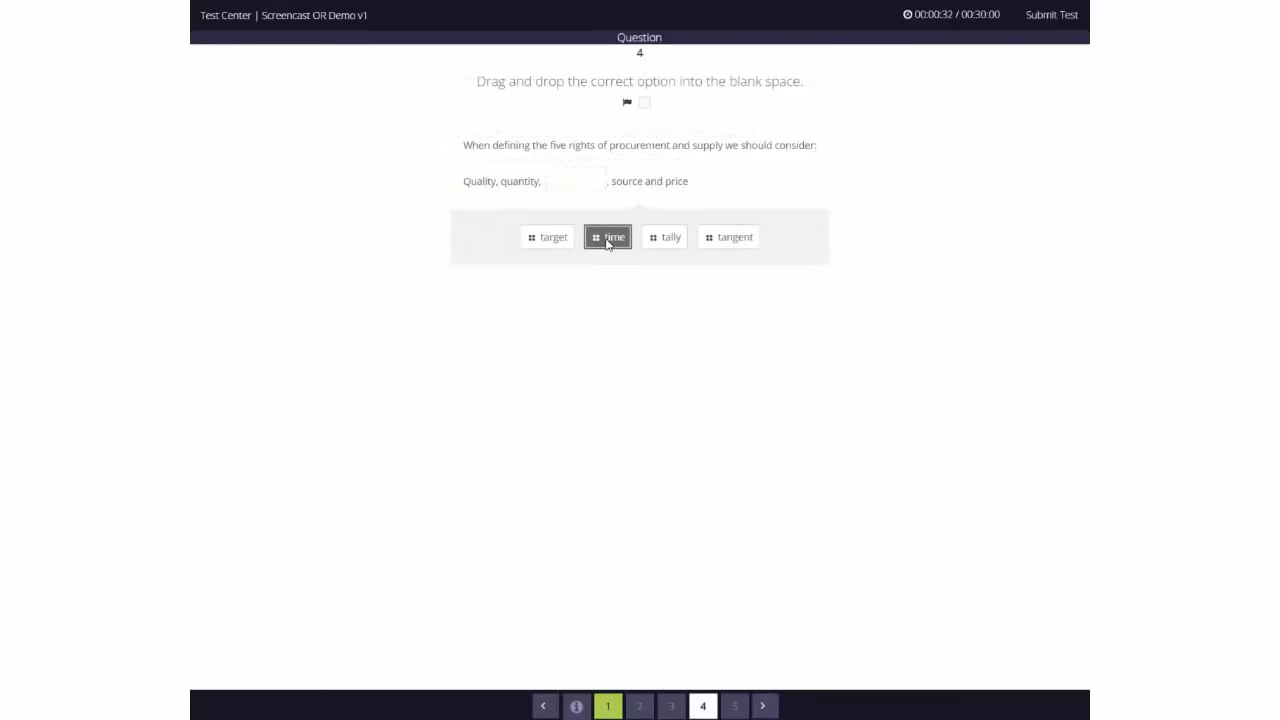 Test Center | Screencast OR Demo v1 00:00:32 / 00:30:00 Submit Test
Question
4
Drag and drop the correct option into the blank space.
When defining the five rights of procurement and supply we should consider:
Quality, quantity, , source and price
target time tally tangent
1 2 3 4 5